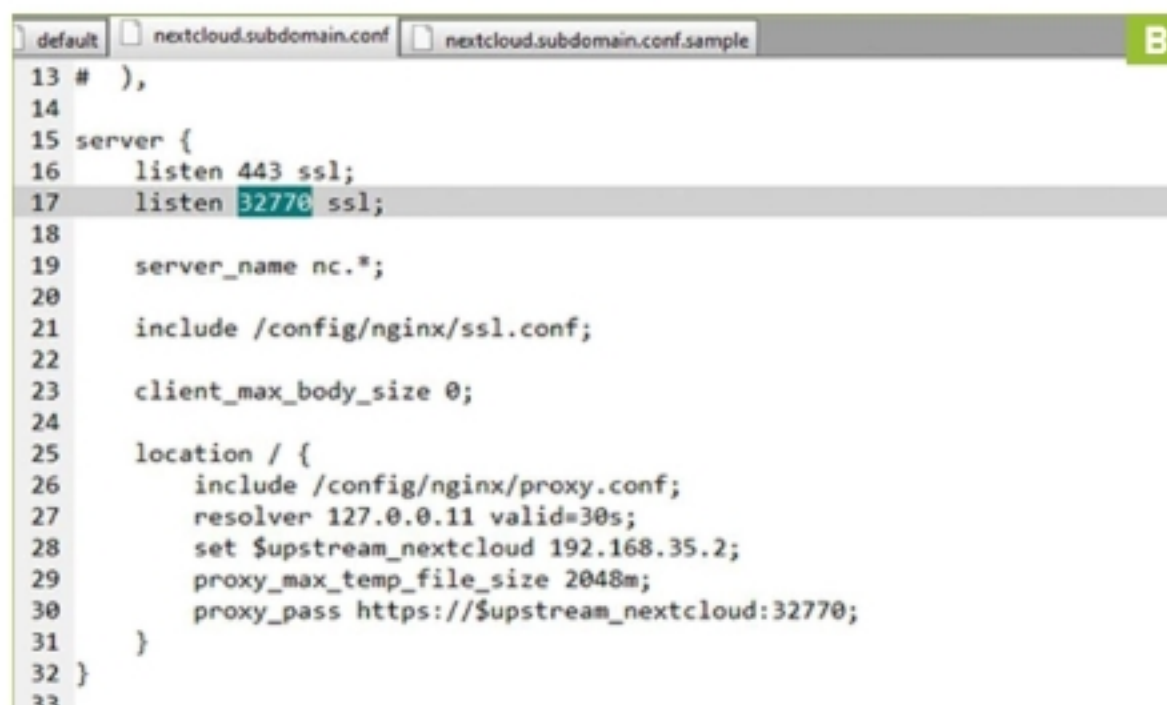 default nextcloud.subdomain.conf nextcloud.subdomain.conf.sample B
13 #  ),
14
15 server {
16     listen 443 ssl;
17     listen 32770 ssl;
18
19     server_name nc.*;
20
21     include /config/nginx/ssl.conf;
22
23     client_max_body_size 0;
24
25     location / {
26         include /config/nginx/proxy.conf;
27         resolver 127.0.0.11 valid=30s;
28         set $upstream_nextcloud 192.168.35.2;
29         proxy_max_temp_file_size 2048m;
30         proxy_pass https://$upstream_nextcloud:32770;
31     }
32 }
33